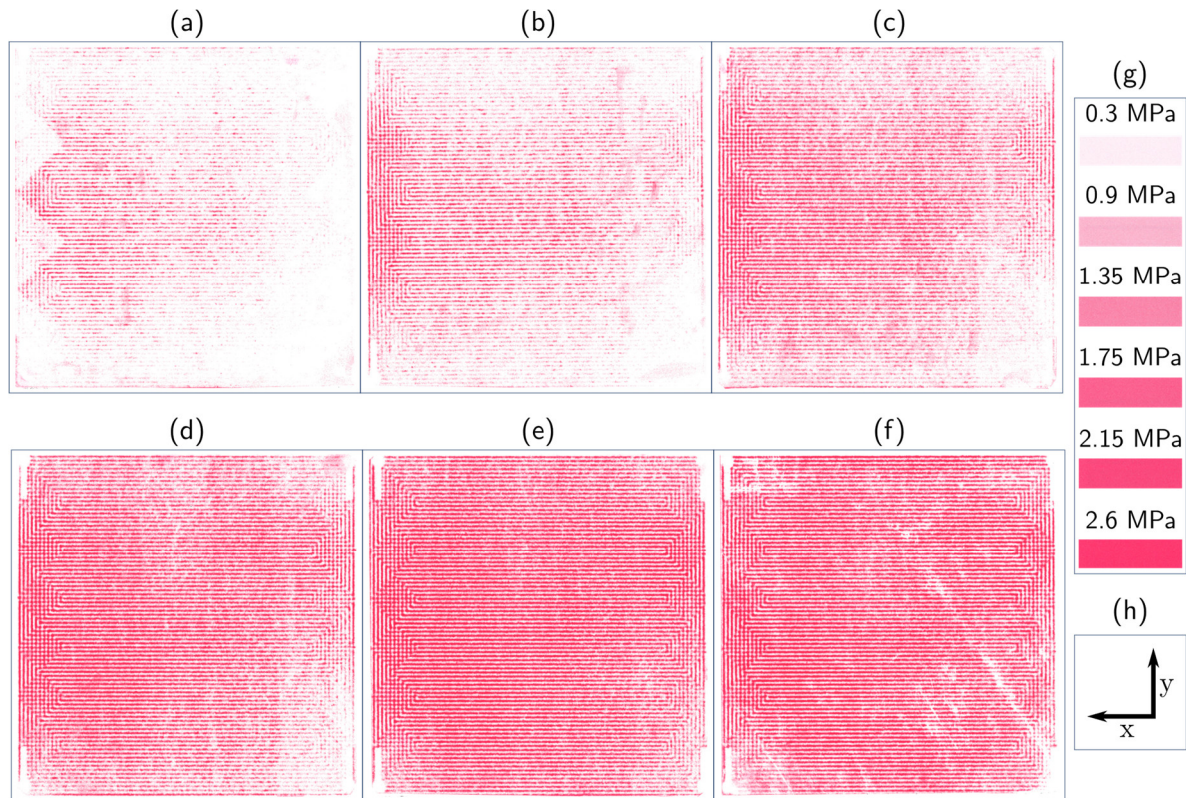 (a)
(b)
(c)
(g)
0.3 MPa
0.9 MPa
1.35 MPa
1.75 MPa
2.15 MPa
2.6 MPa
(d)
(e)
(f)
(h)
y
x